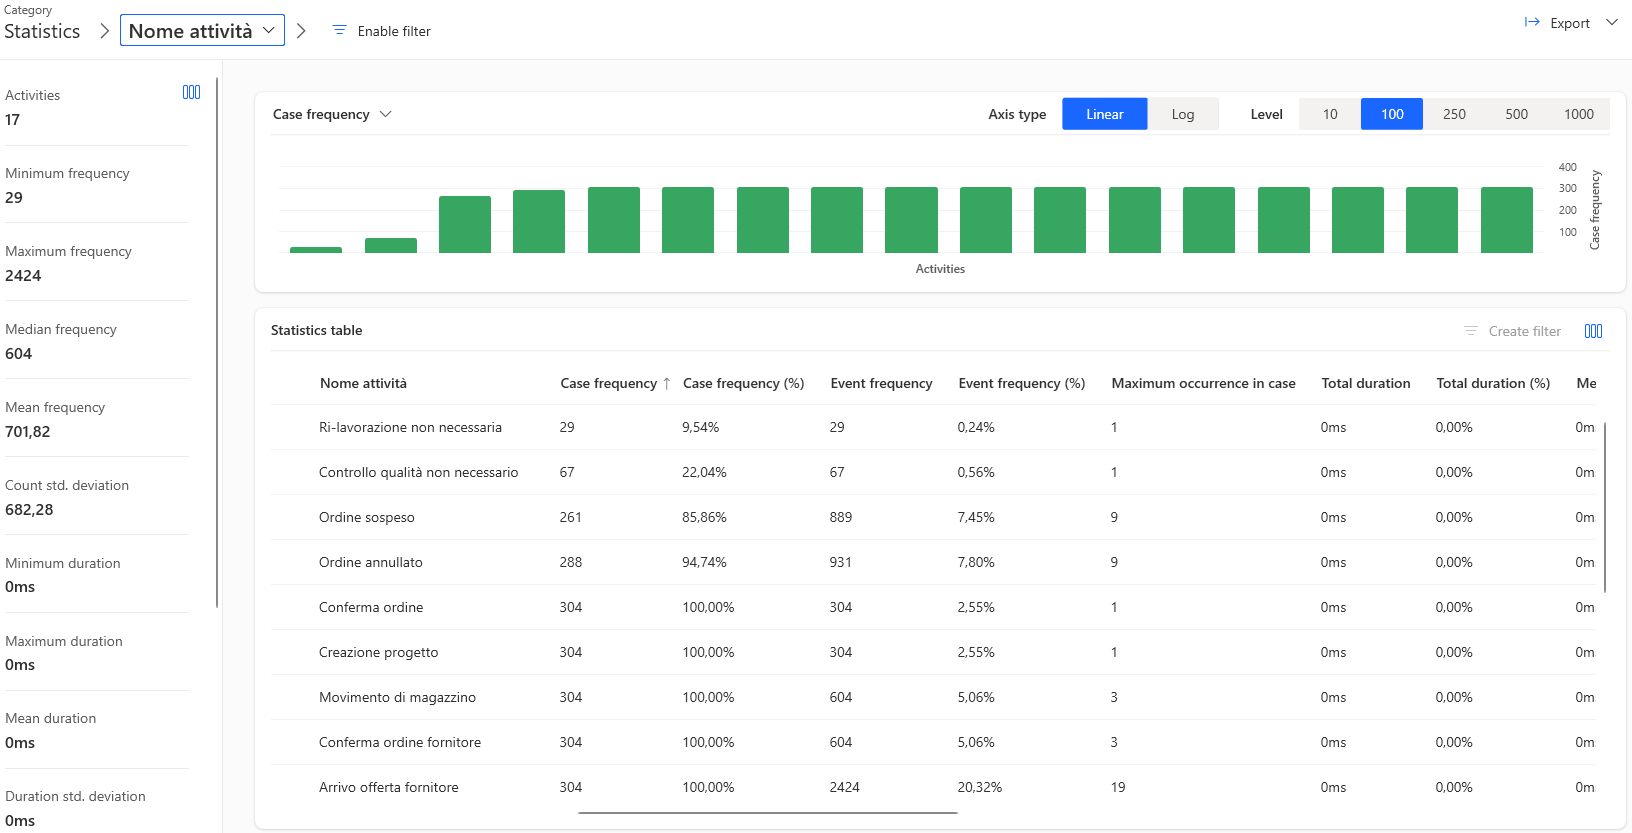 Category
Statistics
Nome attività
Enable filter
Export
Activities
17
Minimum frequency
29
Maximum frequency
2424
Median frequency
604
Mean frequency
701,82
Count std. deviation
682,28
Minimum duration
0ms
Maximum duration
0ms
Mean duration
0ms
Duration std. deviation
0ms
Case frequency
Axis type
Linear
Log
Level
10
100
250
500
1000
400
300
200
100
Case frequency
Activities
Statistics table
Create filter
Nome attività Case frequency ↑ Case frequency (%) Event frequency Event frequency (%) Maximum occurrence in case Total duration Total duration (%) Me
Ri-lavorazione non necessaria 29 9,54% 29 0,24% 1 0ms 0,00% 0m
Controllo qualità non necessario 67 22,04% 67 0,56% 1 0ms 0,00% 0m
Ordine sospeso 261 85,86% 889 7,45% 9 0ms 0,00% 0m
Ordine annullato 288 94,74% 931 7,80% 9 0ms 0,00% 0m
Conferma ordine 304 100,00% 304 2,55% 1 0ms 0,00% 0m
Creazione progetto 304 100,00% 304 2,55% 1 0ms 0,00% 0m
Movimento di magazzino 304 100,00% 604 5,06% 3 0ms 0,00% 0m
Conferma ordine fornitore 304 100,00% 604 5,06% 3 0ms 0,00% 0m
Arrivo offerta fornitore 304 100,00% 2424 20,32% 19 0ms 0,00% 0m